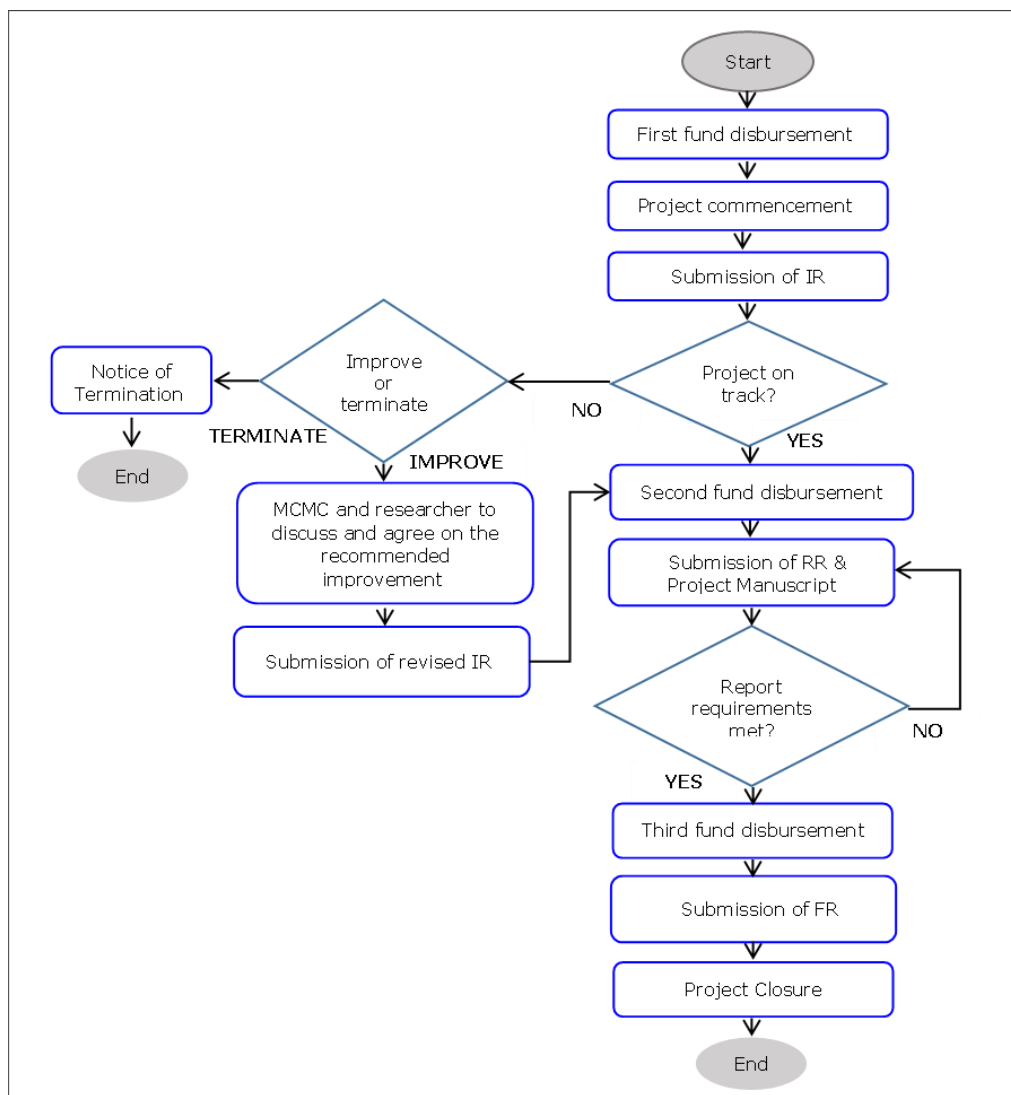 Start
First fund disbursement
Project commencement
Submission of IR
Project on
track?
NO
YES
Improve
or
terminate
TERMINATE
IMPROVE
Notice of
Termination
End
MCMC and researcher to
discuss and agree on the
recommended
improvement
Submission of revised IR
Second fund disbursement
Submission of RR &
Project Manuscript
Report
requirements
met?
NO
YES
Third fund disbursement
Submission of FR
Project Closure
End